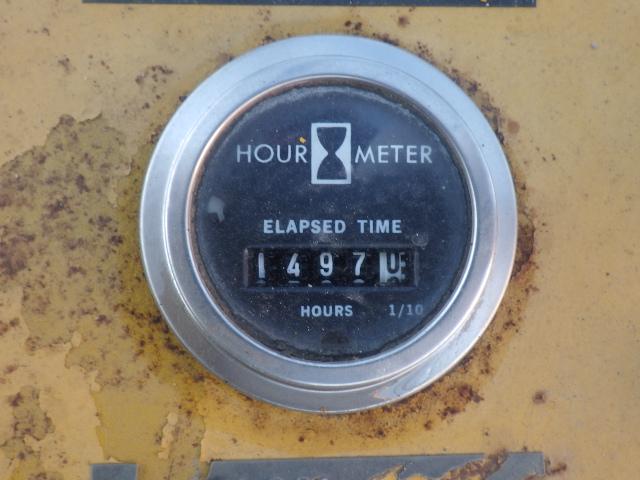 HOUR METER
ELAPSED TIME
1497
HOURS 1/10